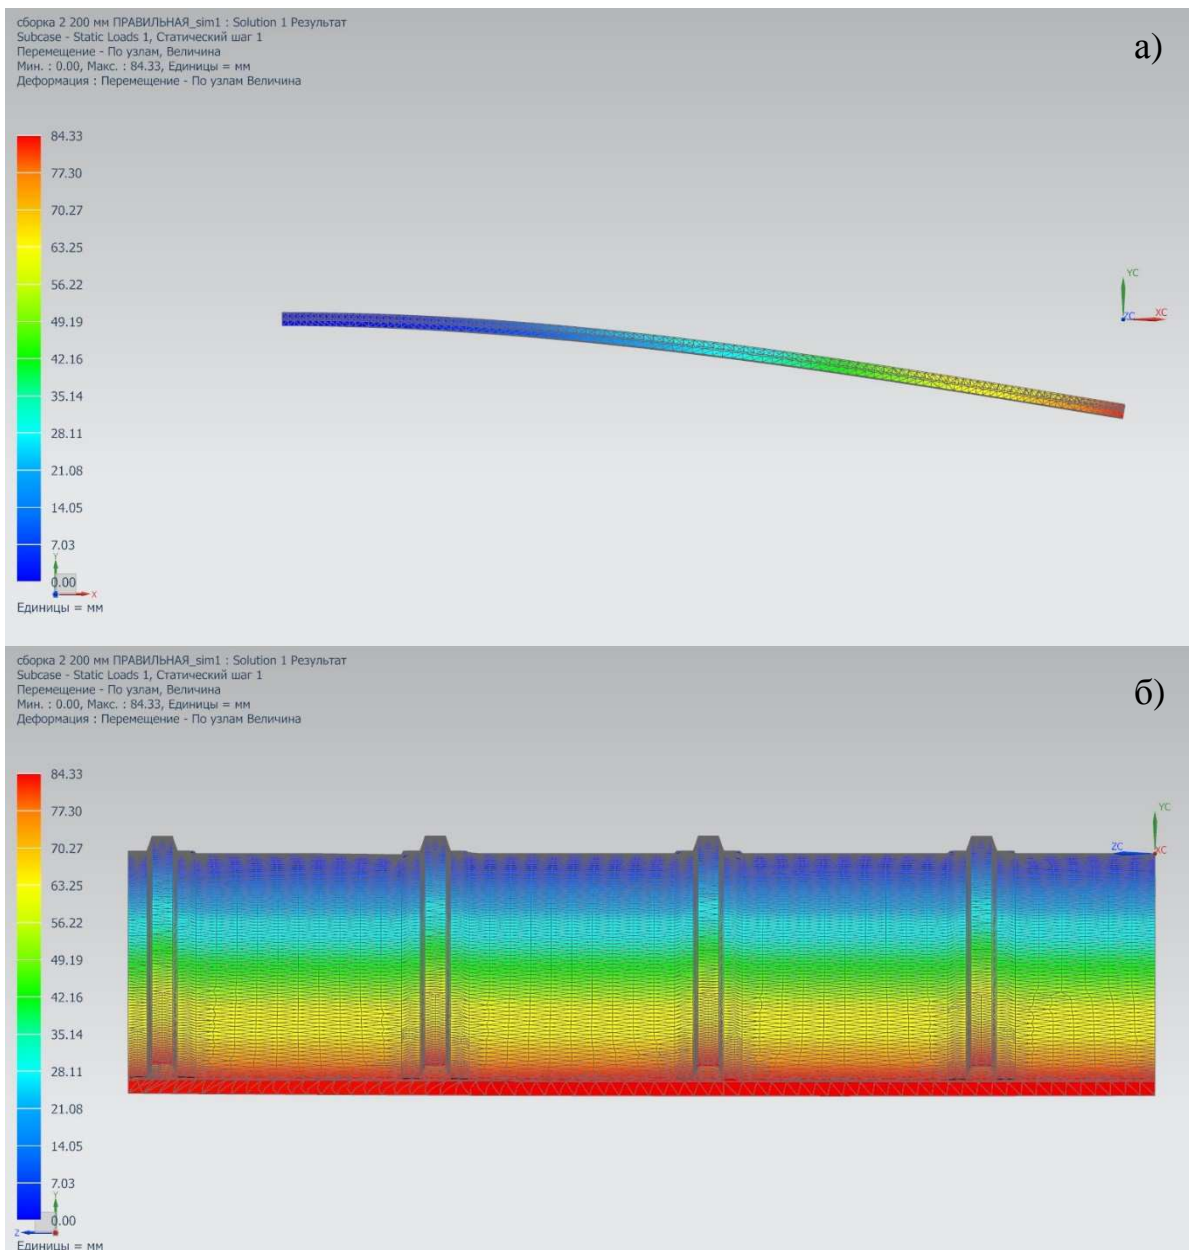 сборка 2 200 мм ПРАВИЛЬНАЯ_sim1 : Solution 1 Результат
Subcase - Static Loads 1, Статический шаг 1
Перемещение - По узлам, Величина
Мин. : 0.00, Макс. : 84.33, Единицы = мм
Деформация : Перемещение - По узлам Величина
а)
84.33
77.30
70.27
63.25
56.22
49.19
42.16
35.14
28.11
21.08
14.05
7.03
0.00
YC
ZC
XC
Y
X
Единицы = мм
сборка 2 200 мм ПРАВИЛЬНАЯ_sim1 : Solution 1 Результат
Subcase - Static Loads 1, Статический шаг 1
Перемещение - По узлам, Величина
Мин. : 0.00, Макс. : 84.33, Единицы = мм
Деформация : Перемещение - По узлам Величина
б)
84.33
77.30
70.27
63.25
56.22
49.19
42.16
35.14
28.11
21.08
14.05
7.03
0.00
YC
ZC
XC
Y
Z
Единицы = мм